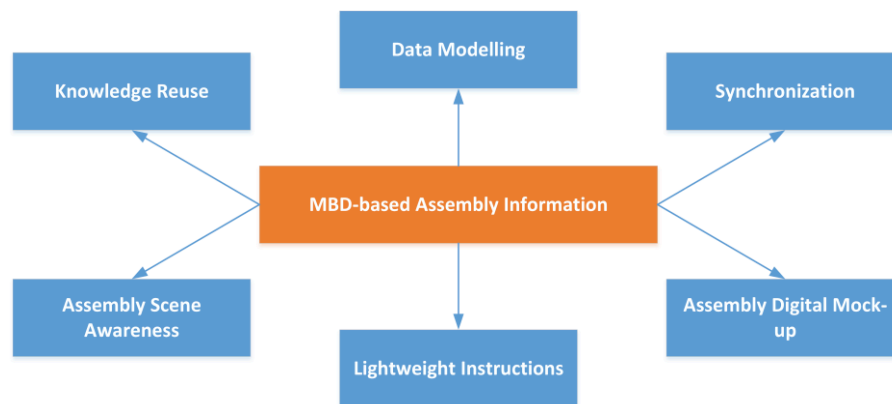 Data Modelling
Knowledge Reuse
Synchronization
MBD-based Assembly Information
Assembly Scene
Awareness
Assembly Digital Mock-
up
Lightweight Instructions